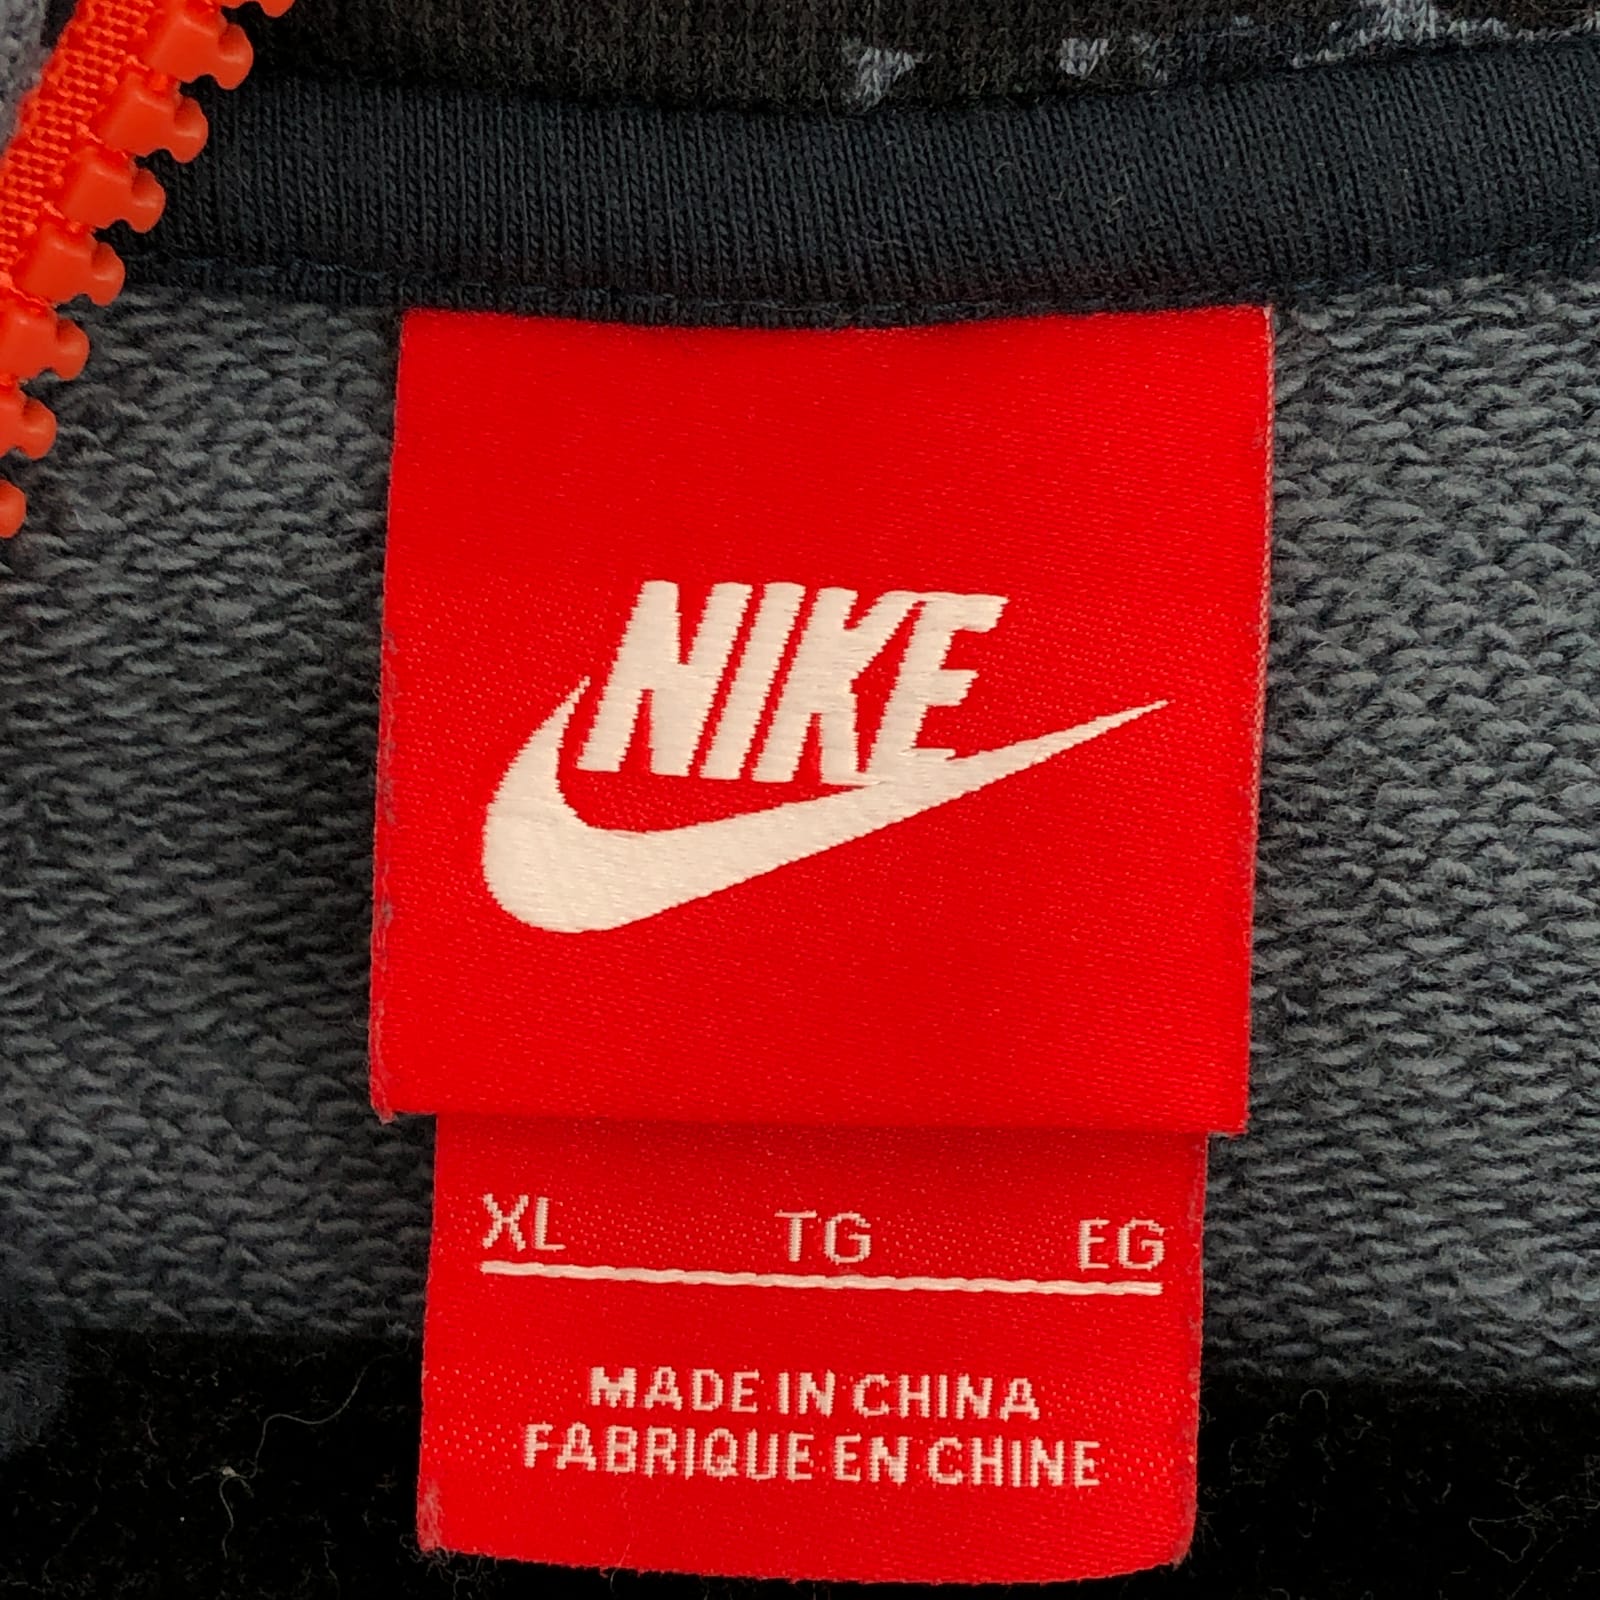 NIKE
XL TG EG
MADE IN CHINA
FABRIQUE EN CHINE